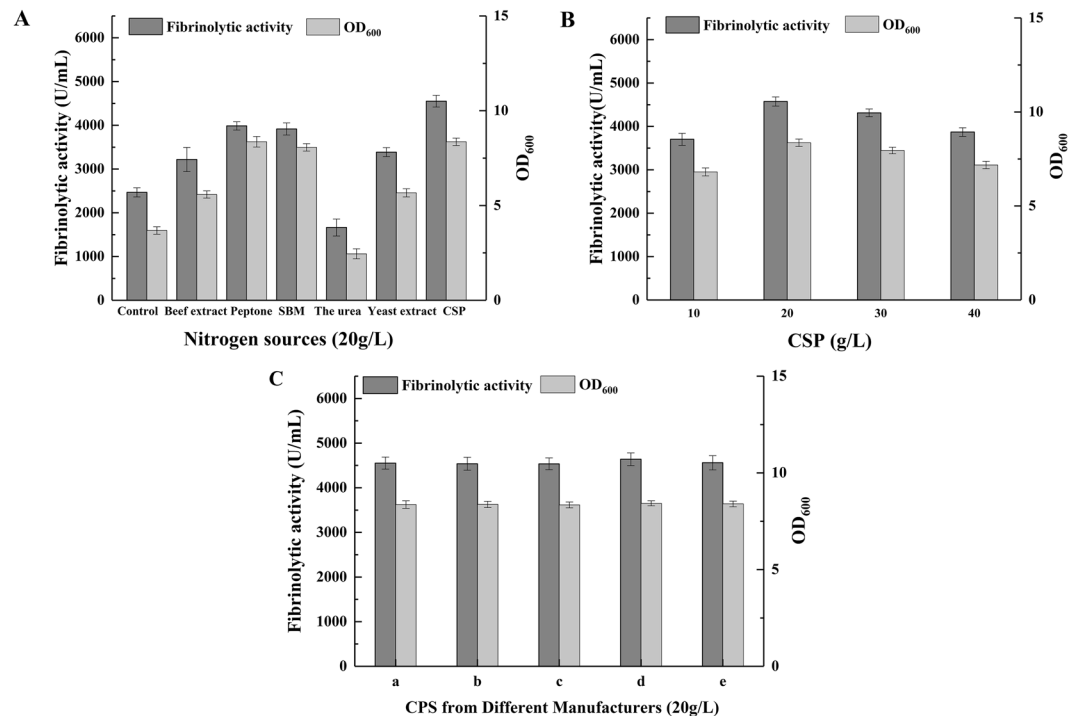 A
Fibrinolytic activity OD600
6000
5000
4000
3000
2000
1000
0
Fibrinolytic activity (U/mL)
15
10
5
0
OD600
Control Beef extract Peptone SBM The urea Yeast extract CSP
Nitrogen sources (20g/L)
B
Fibrinolytic activity OD600
6000
5000
4000
3000
2000
1000
0
Fibrinolytic activity(U/mL)
15
10
5
0
OD600
10 20 30 40
CSP (g/L)
C
Fibrinolytic activity OD600
6000
5000
4000
3000
2000
1000
0
Fibrinolytic activity (U/mL)
15
10
5
0
OD600
a b c d e
CPS from Different Manufacturers (20g/L)